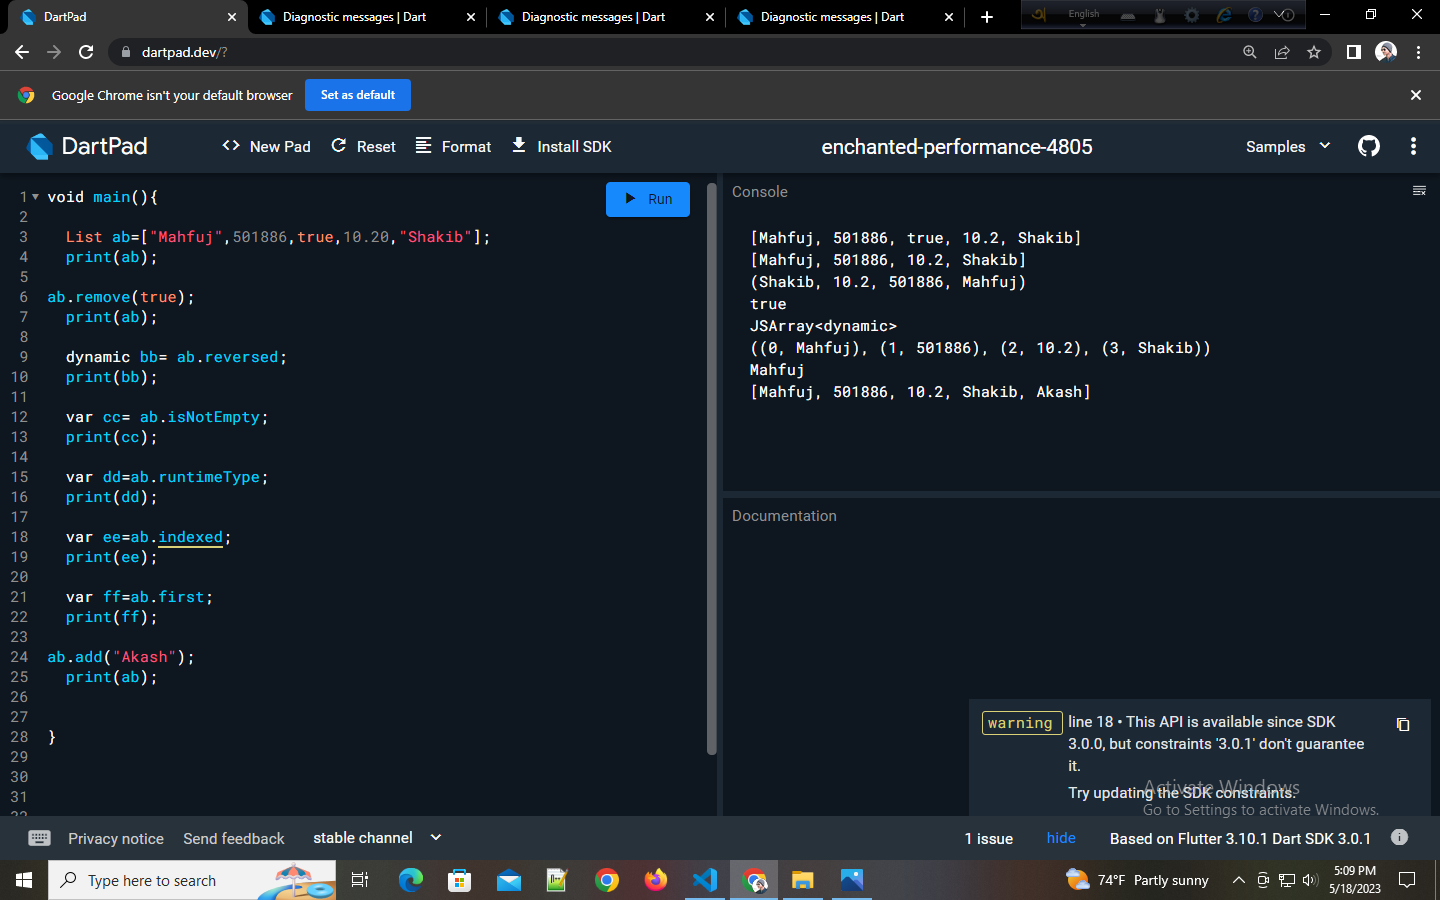 DartPad
Diagnostic messages | Dart
Diagnostic messages | Dart
Diagnostic messages | Dart
English
dartpad.dev/?
Google Chrome isn't your default browser
Set as default
DartPad
<> New Pad
Reset
Format
Install SDK
enchanted-performance-4805
Samples
1 void main(){
2
3 List ab=["Mahfuj",501886,true,10.20,"Shakib"];
4 print(ab);
5
6 ab.remove(true);
7 print(ab);
8
9 dynamic bb= ab.reversed;
10 print(bb);
11
12 var cc= ab.isNotEmpty;
13 print(cc);
14
15 var dd=ab.runtimeType;
16 print(dd);
17
18 var ee=ab.indexed;
19 print(ee);
20
21 var ff=ab.first;
22 print(ff);
23
24 ab.add("Akash");
25 print(ab);
26
27
28 }
29
30
31
Run
Console
[Mahfuj, 501886, true, 10.2, Shakib]
[Mahfuj, 501886, 10.2, Shakib]
(Shakib, 10.2, 501886, Mahfuj)
true
JSArray<dynamic>
((0, Mahfuj), (1, 501886), (2, 10.2), (3, Shakib))
Mahfuj
[Mahfuj, 501886, 10.2, Shakib, Akash]
Documentation
warning line 18 • This API is available since SDK
3.0.0, but constraints '3.0.1' don't guarantee
it.
Try updating the SDK constraints.
Activate Windows
Go to Settings to activate Windows.
Privacy notice
Send feedback
stable channel
1 issue
hide
Based on Flutter 3.10.1 Dart SDK 3.0.1
Type here to search
74°F Partly sunny
5:09 PM
5/18/2023